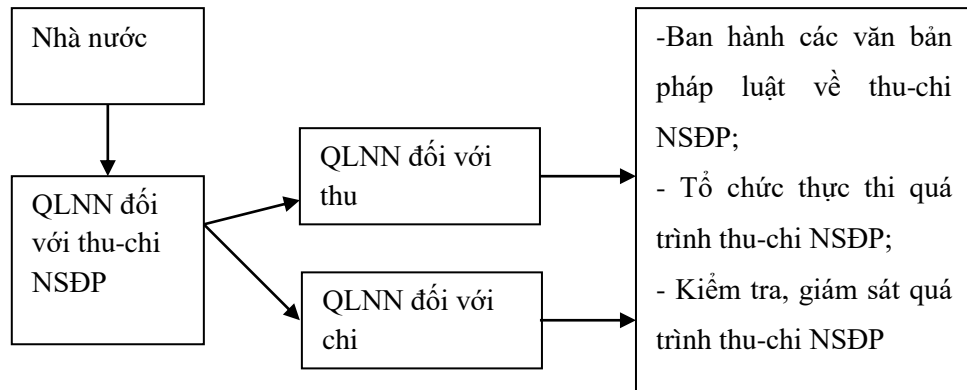 Nhà nước
QLNN đối
với thu-chi
NSĐP
QLNN đối với
thu
QLNN đối với
chi
-Ban hành các văn bản
pháp luật về thu-chi
NSĐP;
- Tổ chức thực thi quá
trình thu-chi NSĐP;
- Kiểm tra, giám sát quá
trình thu-chi NSĐP